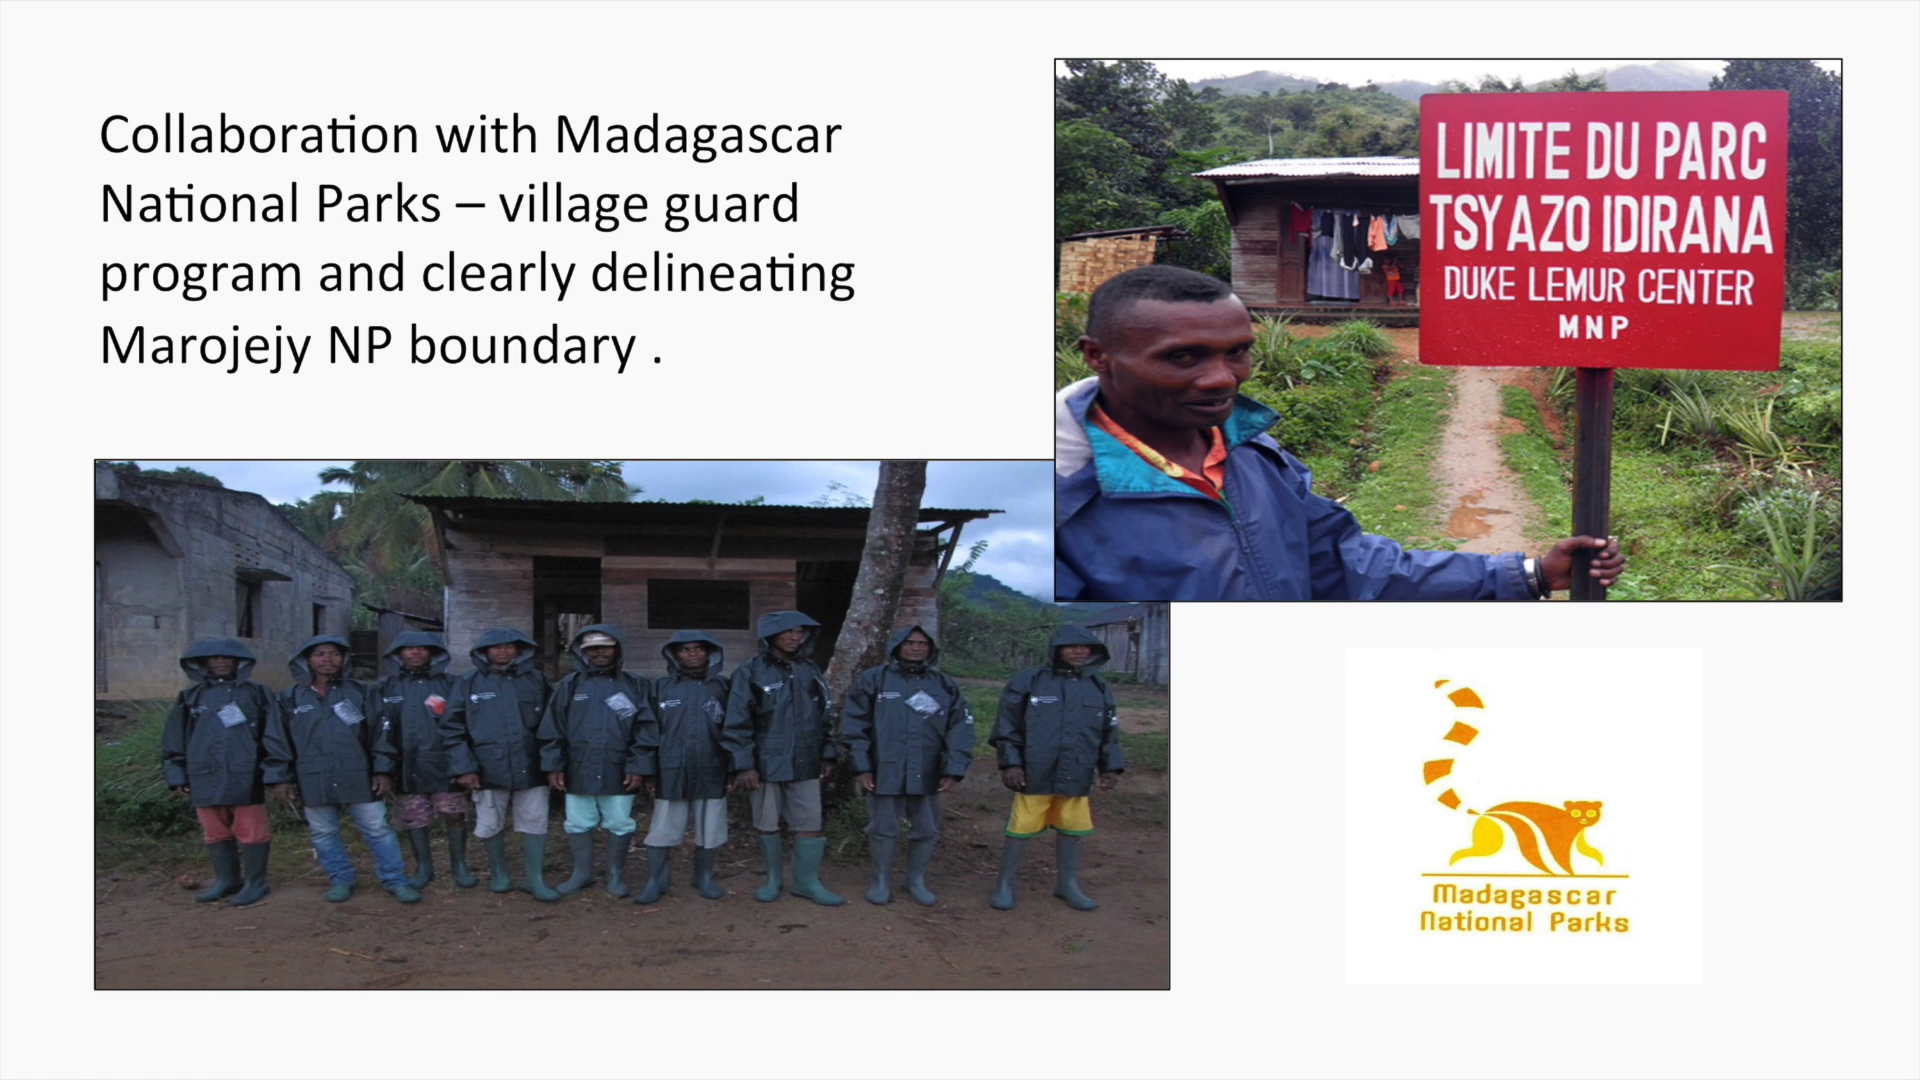 Collaboration with Madagascar
National Parks – village guard
program and clearly delineating
Marojejy NP boundary .
LIMITE DU PARC
TSY AZO IDIRANA
DUKE LEMUR CENTER
MNP
Madagascar
National Parks